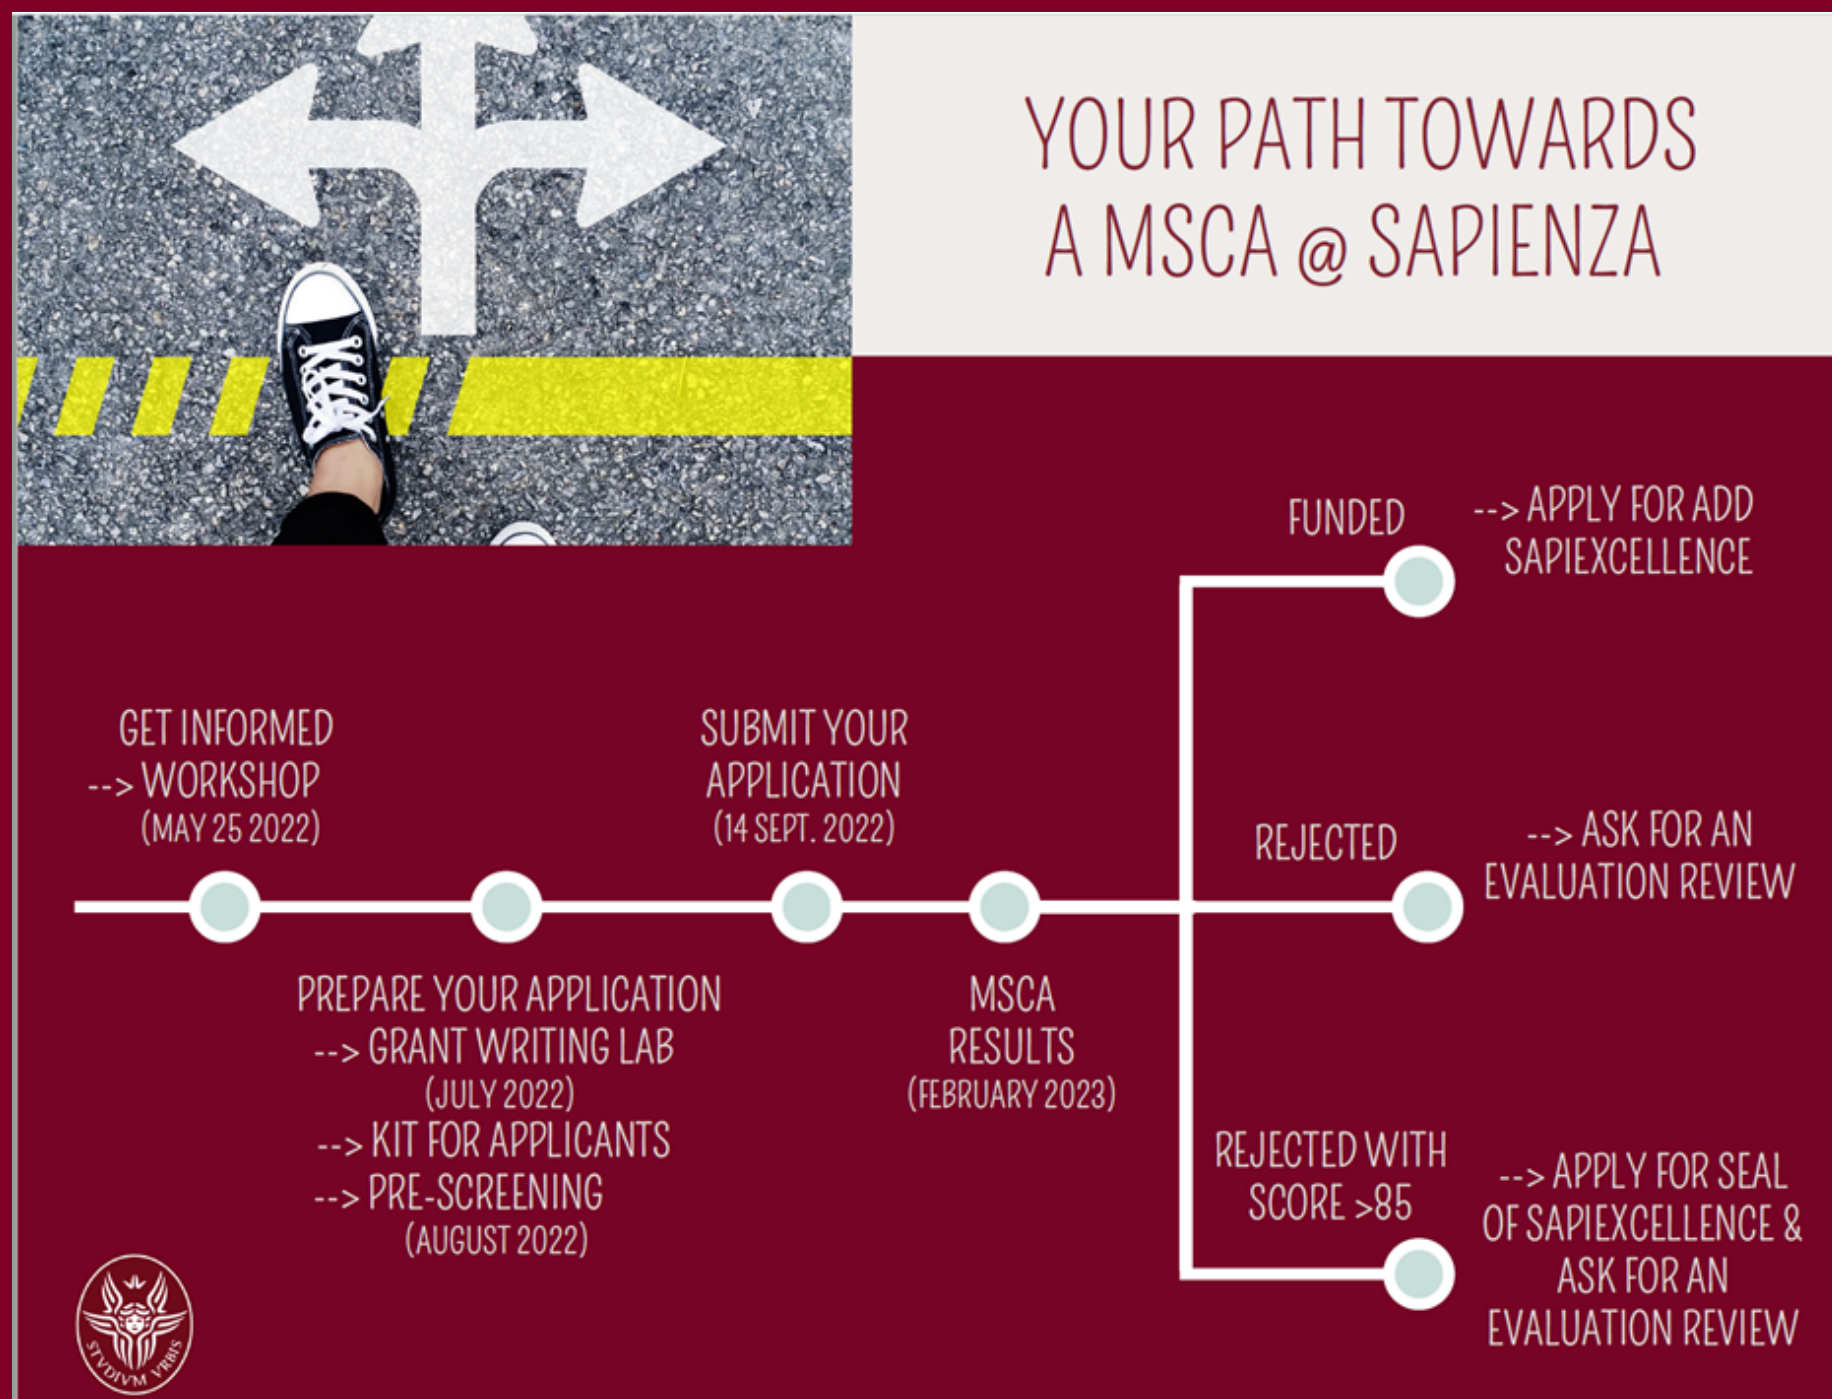 YOUR PATH TOWARDS
A MSCA @ SAPIENZA
GET INFORMED
--> WORKSHOP
(MAY 25 2022)
PREPARE YOUR APPLICATION
--> GRANT WRITING LAB
(JULY 2022)
--> KIT FOR APPLICANTS
--> PRE-SCREENING
(AUGUST 2022)
SUBMIT YOUR
APPLICATION
(14 SEPT. 2022)
MSCA
RESULTS
(FEBRUARY 2023)
FUNDED
--> APPLY FOR ADD
SAPIEXCELLENCE
REJECTED
--> ASK FOR AN
EVALUATION REVIEW
REJECTED WITH
SCORE >85
--> APPLY FOR SEAL
OF SAPIEXCELLENCE &
ASK FOR AN
EVALUATION REVIEW
STVDIVM VRBIS